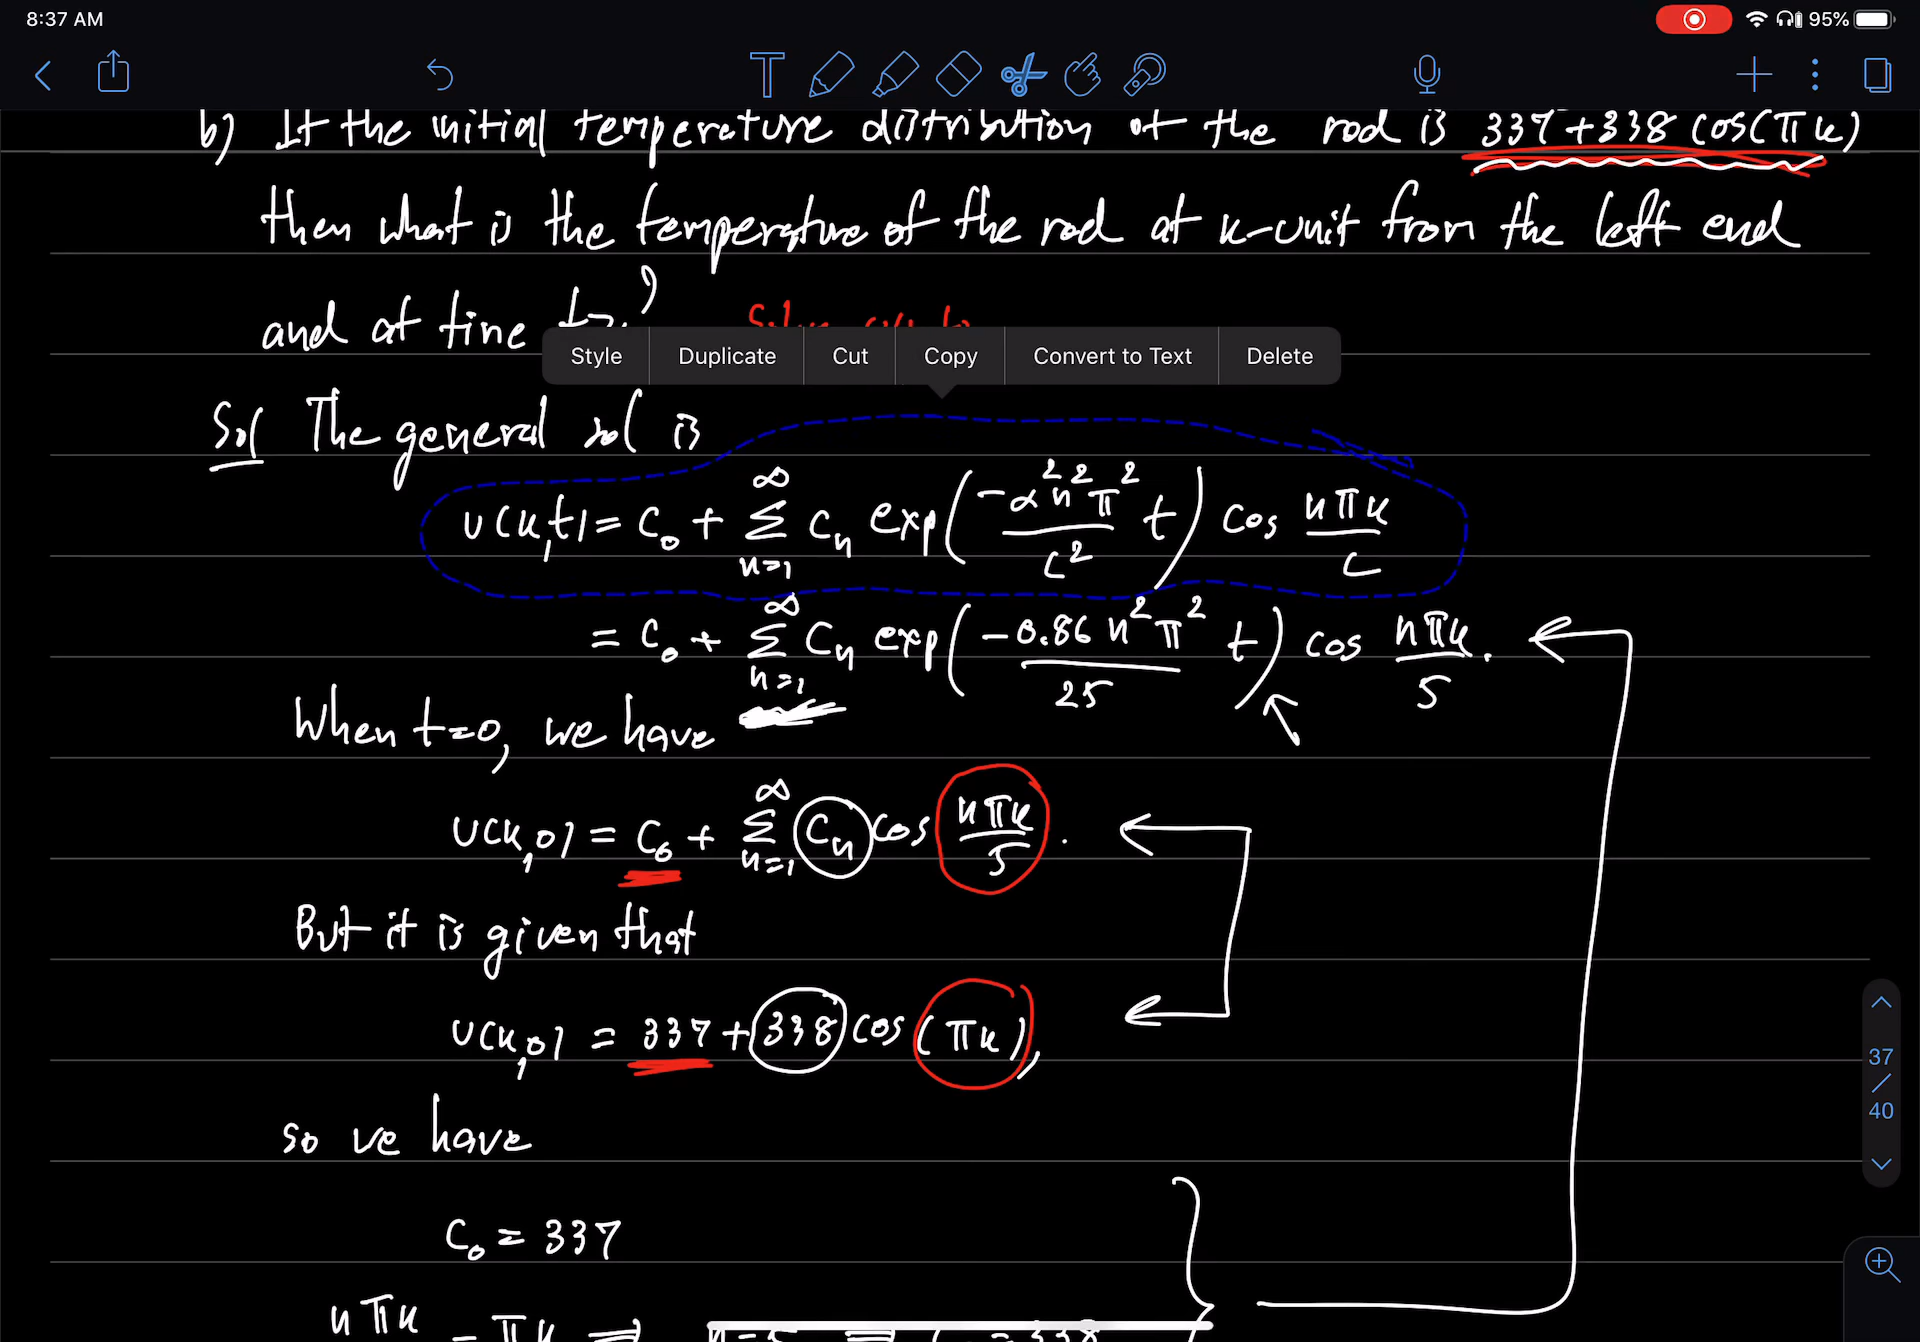 8:37 AM
95%
b) If the initial temperature distribution of the rod is 337+338 cos(πx)
then what is the temperature of the rod at x-unit from the left end
and at time t>0?
Style Duplicate Cut Copy Convert to Text Delete
Sol The general sol is
u(x,t) = C₀ + Σ_{n=1}^{∞} Cₙ exp(-α²n²π²/L² t) cos nπx/L
= C₀ + Σ_{n=1}^{∞} Cₙ exp(-0.86 n²π²/25 t) cos nπx/5.
When t=0, we have
u(x,0) = C₀ + Σ_{n=1}^{∞} Cₙ cos nπx/5.
But it is given that
u(x,0) = 337 + 338 cos(πx),
so we have
C₀ = 337
nπx = πx ⇒ n=5 ⇒ = 338
37
/
40